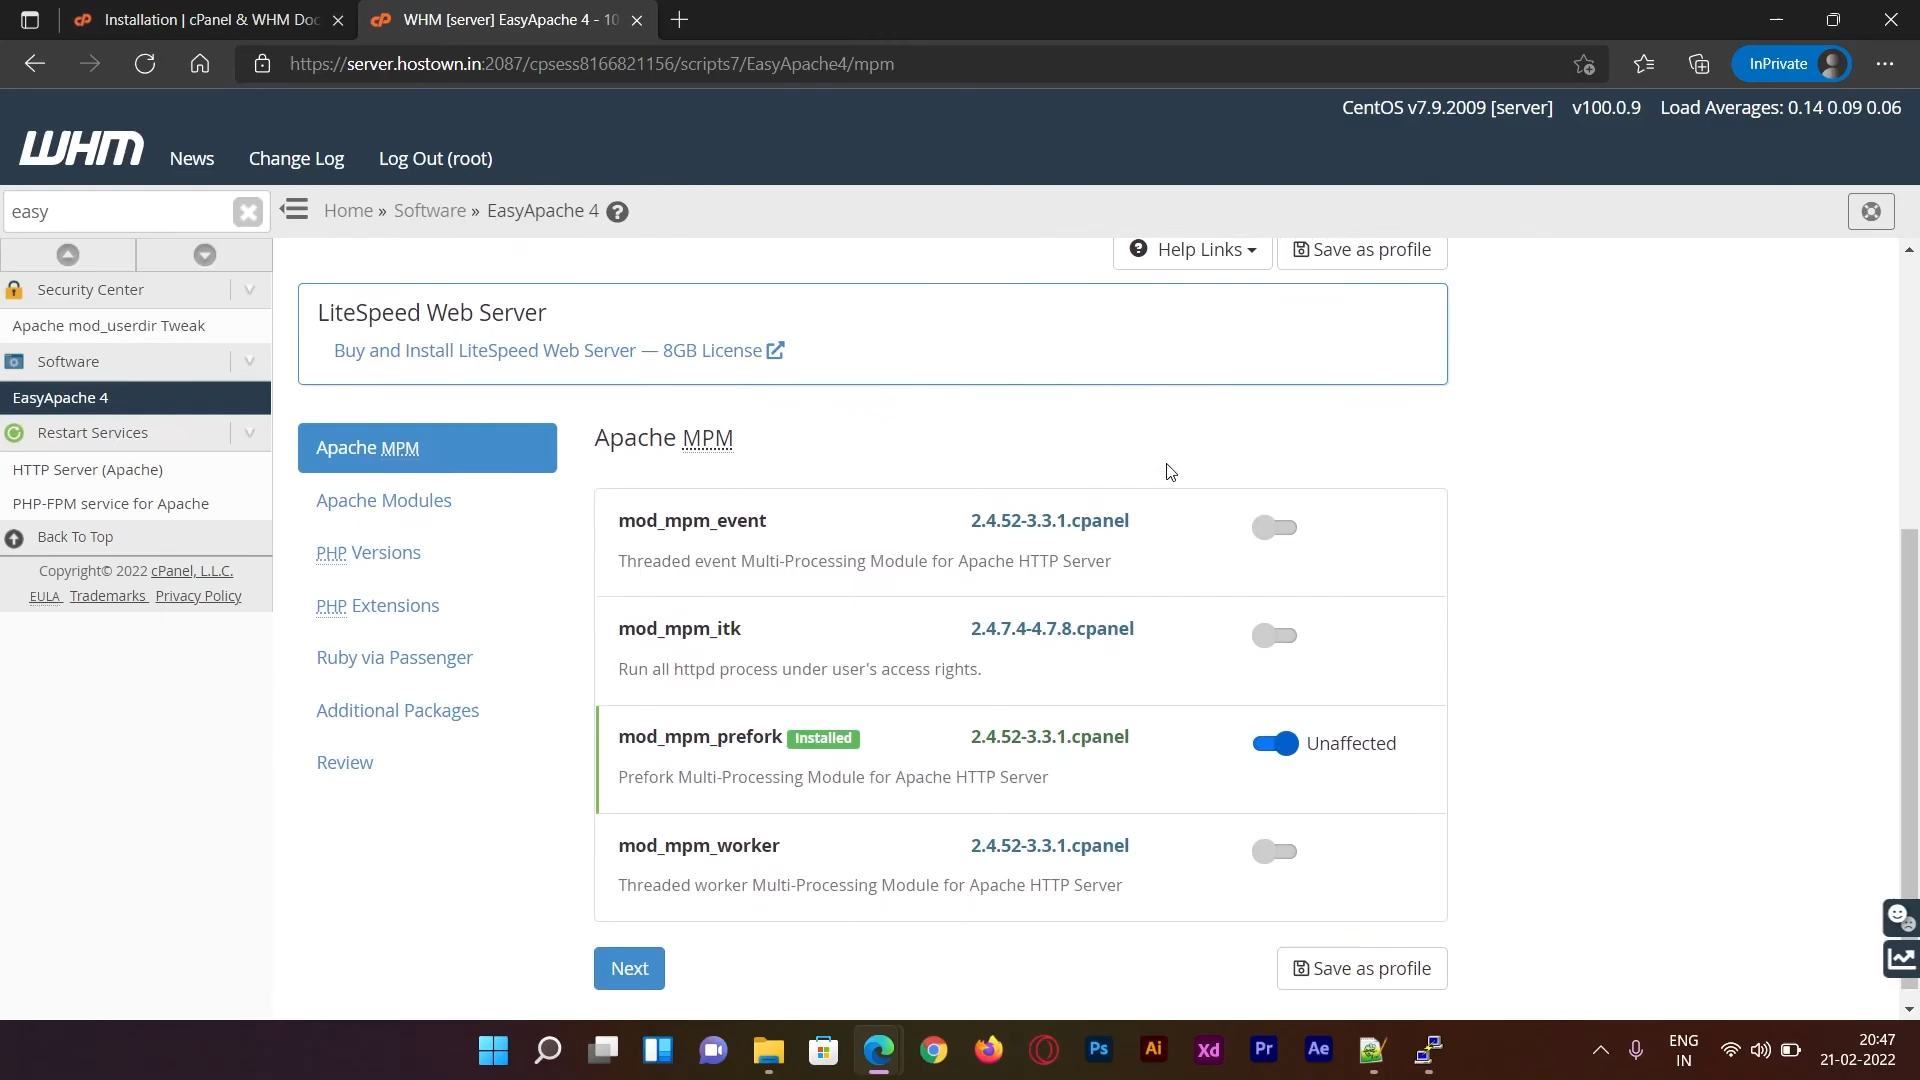 Installation | cPanel & WHM Doc
WHM [server] EasyApache 4 - 10
https://server.hostown.in:2087/cpsess8166821156/scripts7/EasyApache4/mpm
InPrivate
CentOS v7.9.2009 [server] v100.0.9 Load Averages: 0.14 0.09 0.06
WHM
News
Change Log
Log Out (root)
easy
Home » Software » EasyApache 4
Help Links
Save as profile
Security Center
Apache mod_userdir Tweak
Software
EasyApache 4
Restart Services
HTTP Server (Apache)
PHP-FPM service for Apache
Back To Top
Copyright© 2022 cPanel, L.L.C.
EULA Trademarks Privacy Policy
LiteSpeed Web Server
Buy and Install LiteSpeed Web Server — 8GB License
Apache MPM
Apache Modules
PHP Versions
PHP Extensions
Ruby via Passenger
Additional Packages
Review
Apache MPM
mod_mpm_event 2.4.52-3.3.1.cpanel
Threaded event Multi-Processing Module for Apache HTTP Server
mod_mpm_itk 2.4.7.4-4.7.8.cpanel
Run all httpd process under user's access rights.
mod_mpm_prefork Installed 2.4.52-3.3.1.cpanel Unaffected
Prefork Multi-Processing Module for Apache HTTP Server
mod_mpm_worker 2.4.52-3.3.1.cpanel
Threaded worker Multi-Processing Module for Apache HTTP Server
Next
Save as profile
Ps
Ai
Xd
Pr
Ae
ENG
IN
20:47
21-02-2022